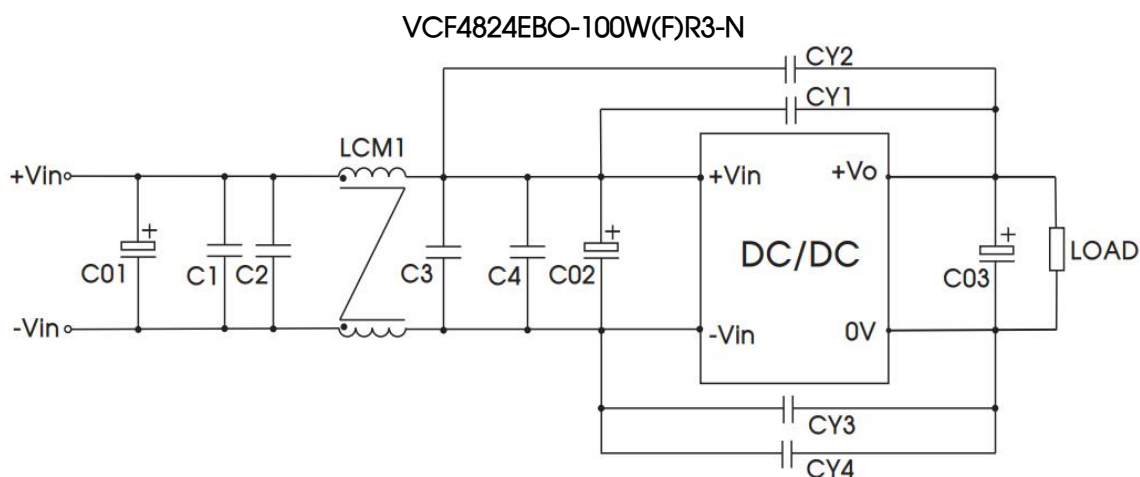 VCF4824EBO-100W(F)R3-N
CY2
CY1
LCM1
+Vin
+Vin
+Vo
+
+
+
C01
C1
C2
C3
C4
C02
DC/DC
C03
LOAD
-Vin
-Vin
0V
CY3
CY4